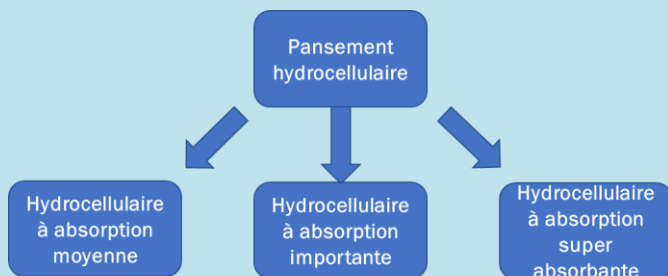 Pansement
hydrocellulaire
Hydrocellulaire
à absorption
moyenne
Hydrocellulaire
à absorption
importante
Hydrocellulaire
à absorption
super
absorbante